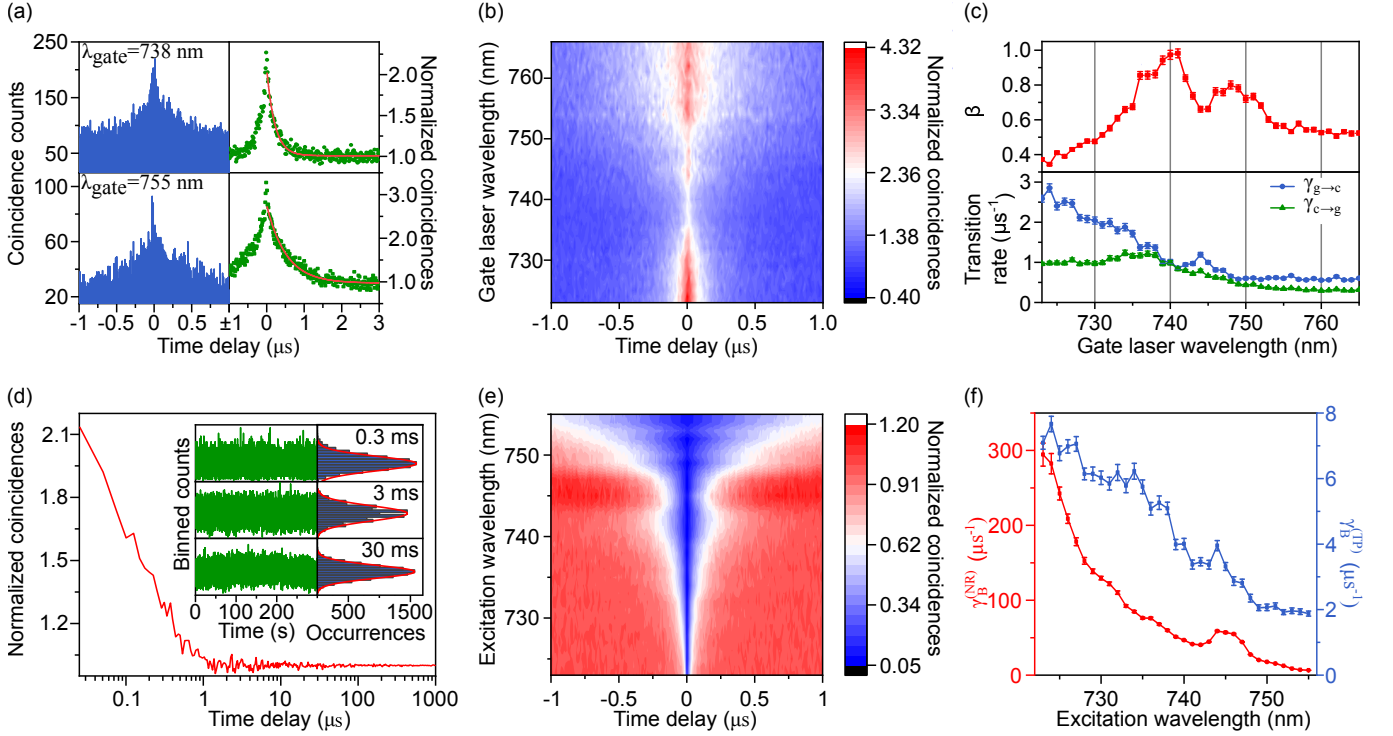 (a)
λgate=738 nm
λgate=755 nm
250
150
50
100
60
20
Coincidence counts
2.0
1.5
1.0
3.0
2.0
1.0
Normalized coincidences
-1 -0.5 0 0.5 ±1 0 1 2 3
Time delay (μs)
(b)
760
750
740
730
Gate laser wavelength (nm)
-1.0 -0.5 0 0.5 1.0
Time delay (μs)
4.32
3.34
2.36
1.38
0.40
Normalized coincidences
(c)
1.0
0.8
0.6
0.4
β
3
2
1
0
Transition
rate (μs-1)
γg→c
γc→g
730 740 750 760
Gate laser wavelength (nm)
(d)
2.1
1.8
1.5
1.2
Normalized coincidences
0.1 1 10 100 1000
Time delay (μs)
Binned counts
0.3 ms
3 ms
30 ms
0 100 200 500 1500
Time (s) Occurrences
(e)
750
740
730
Excitation wavelength (nm)
-1 -0.5 0 0.5 1
Time delay (μs)
1.20
0.91
0.62
0.34
0.05
Normalized coincidences
(f)
300
200
100
0
γB(NR) (μs-1)
8
6
4
2
0
γB(TP) (μs-1)
730 740 750
Excitation wavelength (nm)